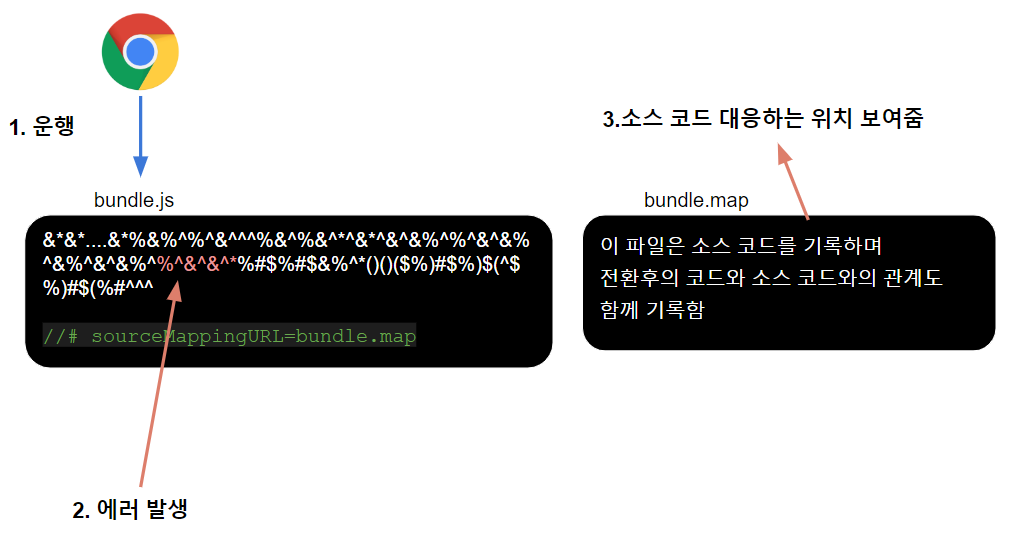 1. 운행
3.소스 코드 대응하는 위치 보여줌
bundle.js
&*&*....&*%&%^%^&^^^%&^%&^*^&*^&^&%^%^&^&%
^&%^&^&%^%^&^&^*%#$%#$&%^*()()($%)#$%)$(^$
%)#$(%#^^^
//# sourceMappingURL=bundle.map
2. 에러 발생
bundle.map
이 파일은 소스 코드를 기록하며
전환후의 코드와 소스 코드와의 관계도
함께 기록함